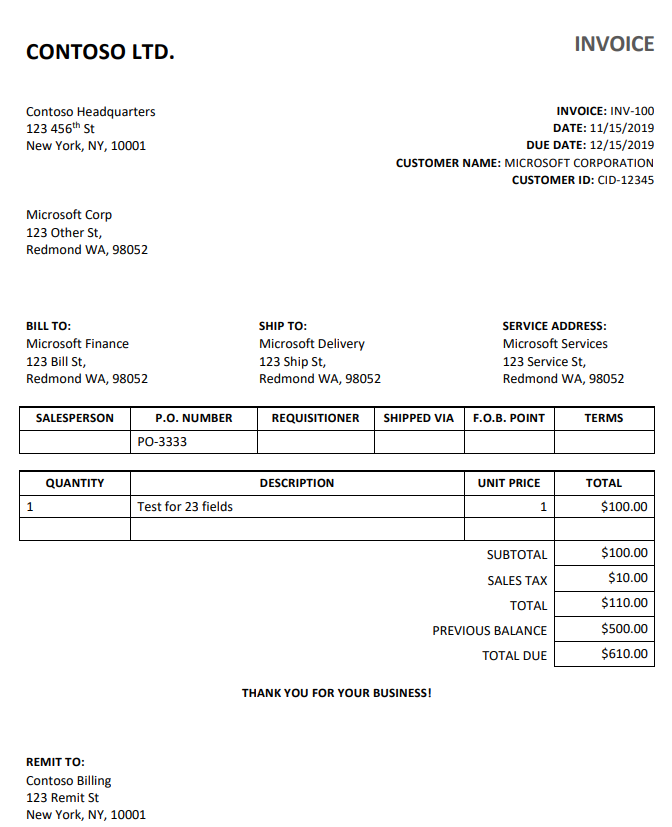 CONTOSO LTD.
INVOICE
Contoso Headquarters
123 456th St
New York, NY, 10001
INVOICE: INV-100
DATE: 11/15/2019
DUE DATE: 12/15/2019
CUSTOMER NAME: MICROSOFT CORPORATION
CUSTOMER ID: CID-12345
Microsoft Corp
123 Other St,
Redmond WA, 98052
BILL TO:
Microsoft Finance
123 Bill St,
Redmond WA, 98052
SHIP TO:
Microsoft Delivery
123 Ship St,
Redmond WA, 98052
SERVICE ADDRESS:
Microsoft Services
123 Service St,
Redmond WA, 98052
SALESPERSON P.O. NUMBER REQUISITIONER SHIPPED VIA F.O.B. POINT TERMS
PO-3333
QUANTITY DESCRIPTION UNIT PRICE TOTAL
1 Test for 23 fields 1 $100.00
SUBTOTAL $100.00
SALES TAX $10.00
TOTAL $110.00
PREVIOUS BALANCE $500.00
TOTAL DUE $610.00
THANK YOU FOR YOUR BUSINESS!
REMIT TO:
Contoso Billing
123 Remit St
New York, NY, 10001